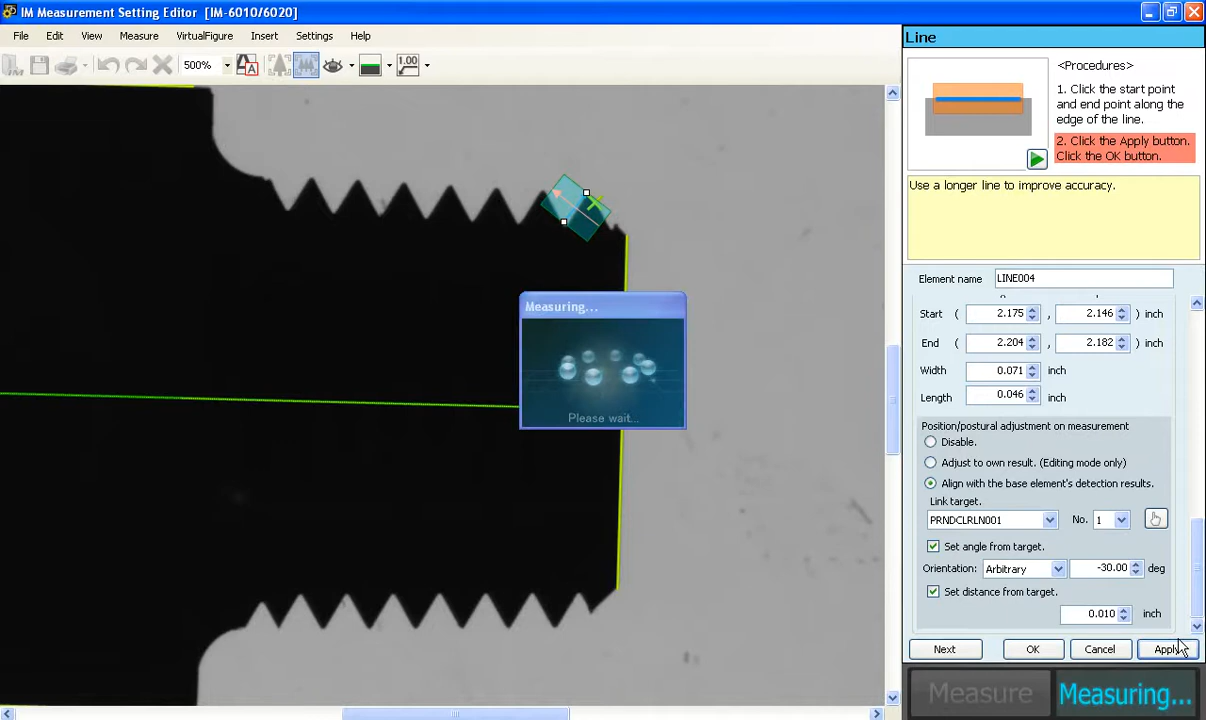 IM Measurement Setting Editor [IM-6010/6020]
File Edit View Measure VirtualFigure Insert Settings Help
500%
1.00
Measuring...
Please wait...
Line
<Procedures>
1. Click the start point
and end point along the
edge of the line.
2. Click the Apply button.
Click the OK button.
Use a longer line to improve accuracy.
Element name LINE004
Start ( 2.175 , 2.146 ) inch
End ( 2.204 , 2.182 ) inch
Width 0.071 inch
Length 0.046 inch
Position/postural adjustment on measurement
Disable.
Adjust to own result. (Editing mode only)
Align with the base element's detection results.
Link target.
PRNDCLRLN001 No. 1
Set angle from target.
Orientation: Arbitrary -30.00 deg
Set distance from target.
0.010 inch
Next OK Cancel Apply
Measure Measuring...